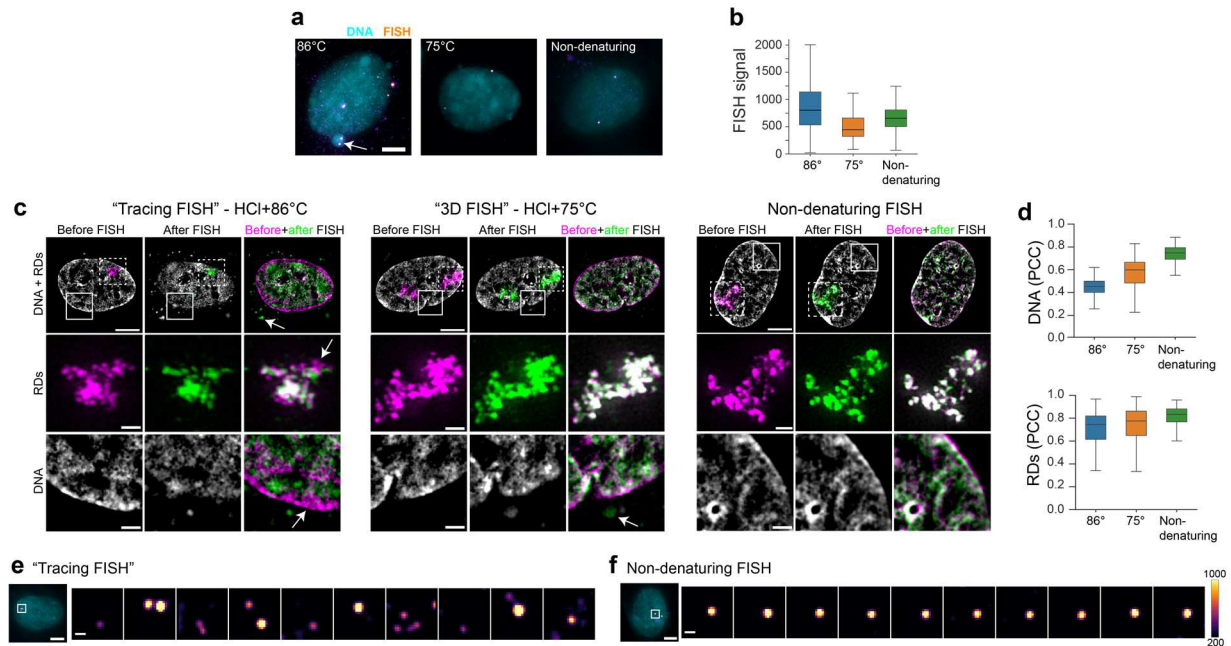 a
DNA FISH
86°C
75°C
Non-denaturing
b
FISH signal
2000
1500
1000
500
0
86°
75°
Non-
denaturing
c
“Tracing FISH” - HCl+86°C
“3D FISH” - HCl+75°C
Non-denaturing FISH
Before FISH
After FISH
Before+after FISH
Before FISH
After FISH
Before+after FISH
Before FISH
After FISH
Before+after FISH
DNA + RDs
RDs
DNA
d
DNA (PCC)
1.0
0.8
0.6
0.4
0.2
0.0
86°
75°
Non-
denaturing
RDs (PCC)
1.0
0.8
0.6
0.4
0.2
0.0
86°
75°
Non-
denaturing
e “Tracing FISH”
f Non-denaturing FISH
1000
200